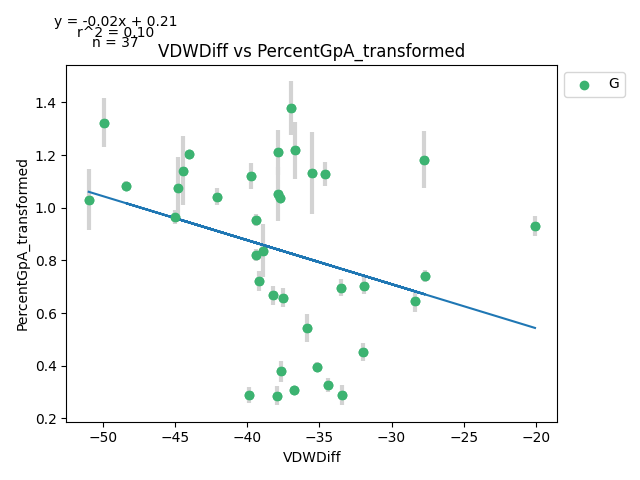 y = -0.02x + 0.21
r^2 = 0.10
n = 37
VDWDiff vs PercentGpA_transformed
G
PercentGpA_transformed
1.4
1.2
1.0
0.8
0.6
0.4
0.2
−50 −45 −40 −35 −30 −25 −20
VDWDiff